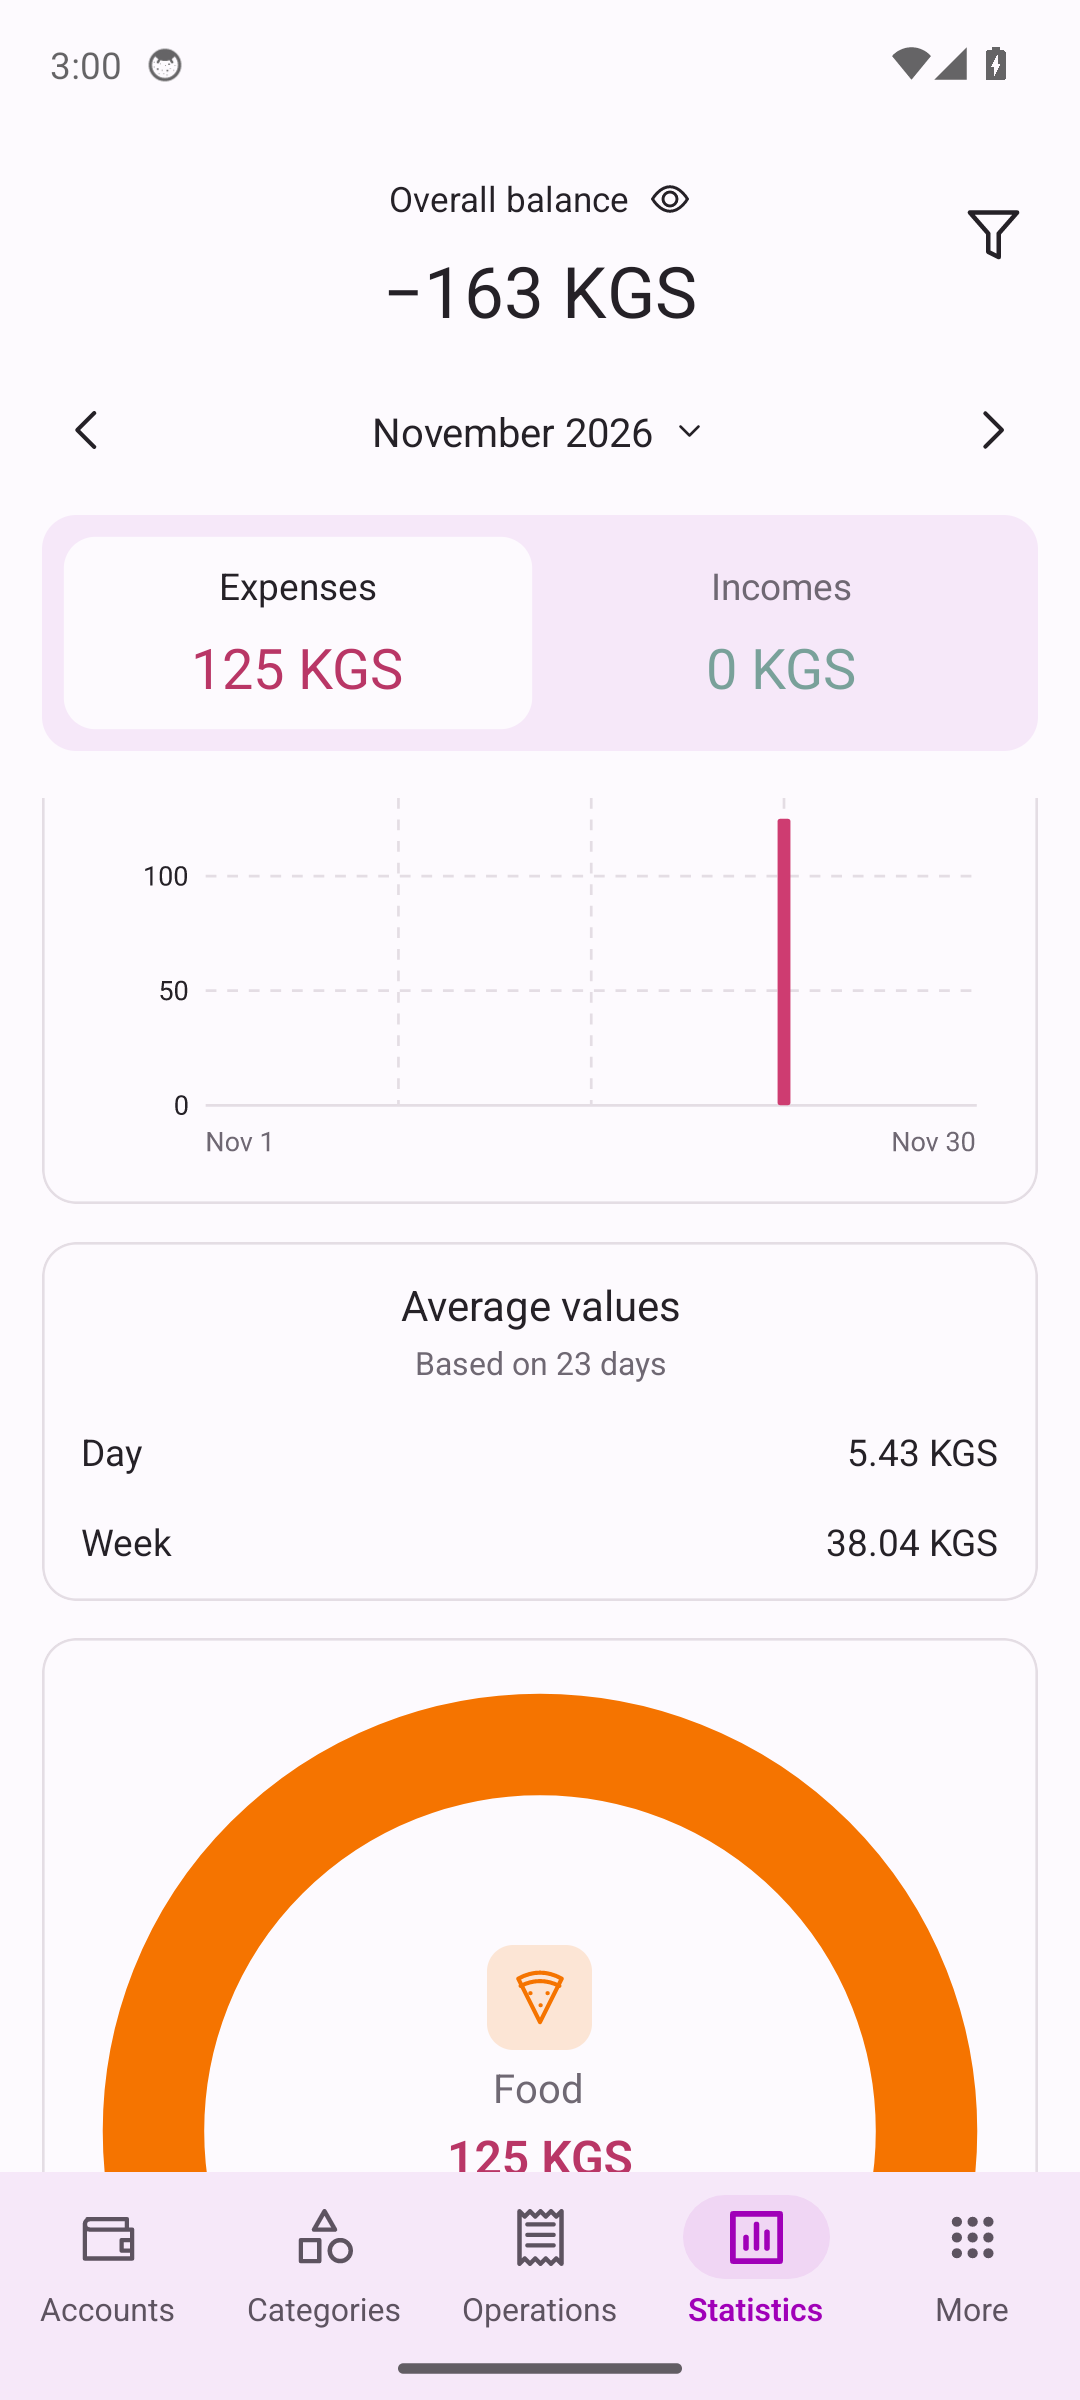 3:00
Overall balance
−163 KGS
November 2026
Expenses
Incomes
125 KGS
0 KGS
100
50
0
Nov 1
Nov 30
Average values
Based on 23 days
Day
5.43 KGS
Week
38.04 KGS
Food
125 KGS
Accounts
Categories
Operations
Statistics
More